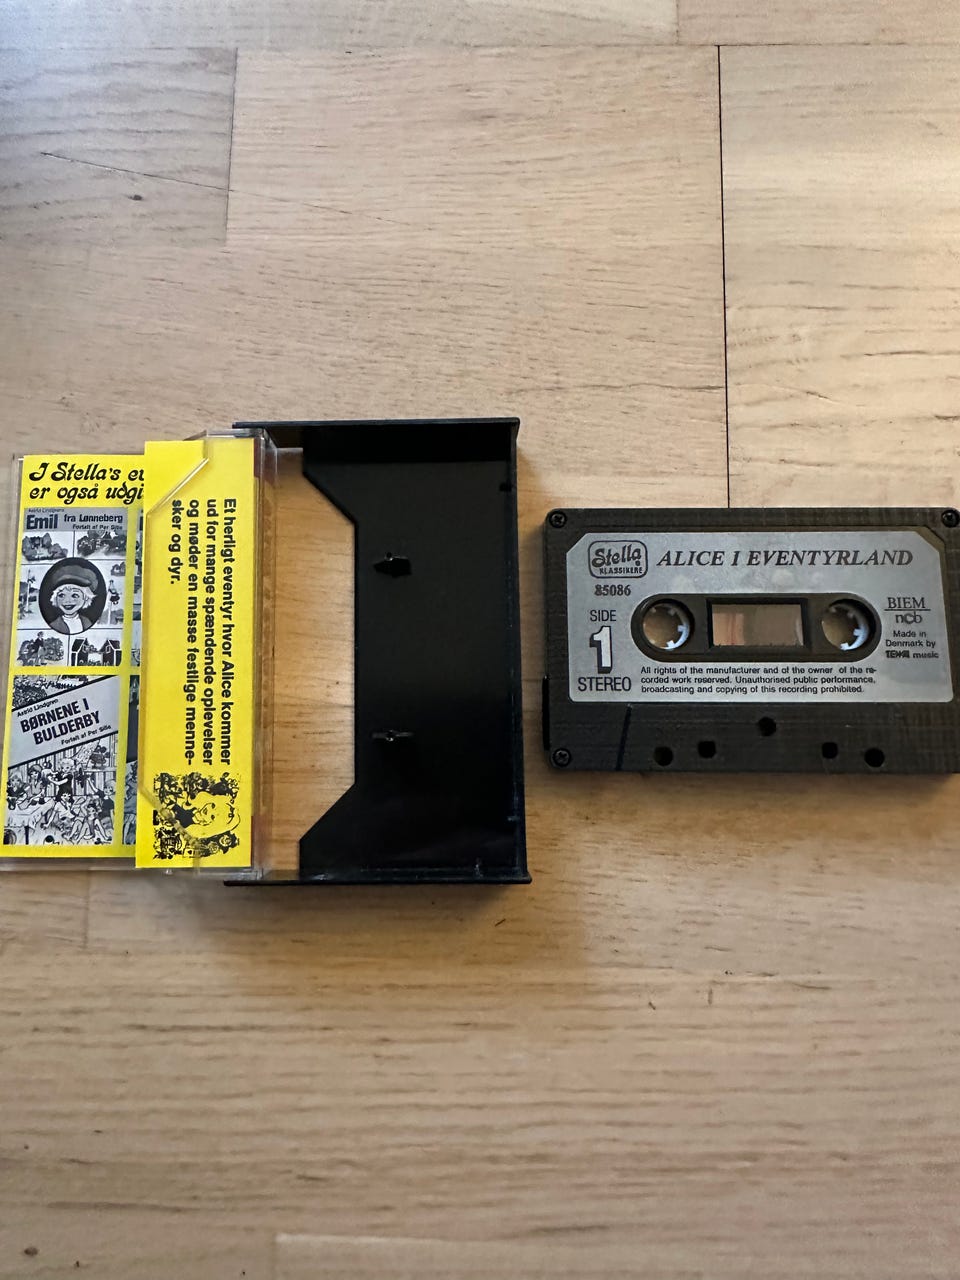 I Stella's
er også
Astrid Lindgrens
Emil fra Lønneberg
Fortalt af Per Sille
Astrid Lindgren
BØRNENE I
BULDERBY
Fortalt af Per Sille
Et herligt eventyr hvor Alice kommer
ud for mange spændende oplevelser
og møder en masse festlige menne-
sker og dyr.
Stella
KLASSIKERE
ALICE I EVENTYRLAND
85086
SIDE
1
STEREO
BIEM
ncb
Made in
Denmark by
music
All rights of the manufacturer and of the owner of the re-
corded work reserved. Unauthorised public performance,
broadcasting and copying of this recording prohibited.